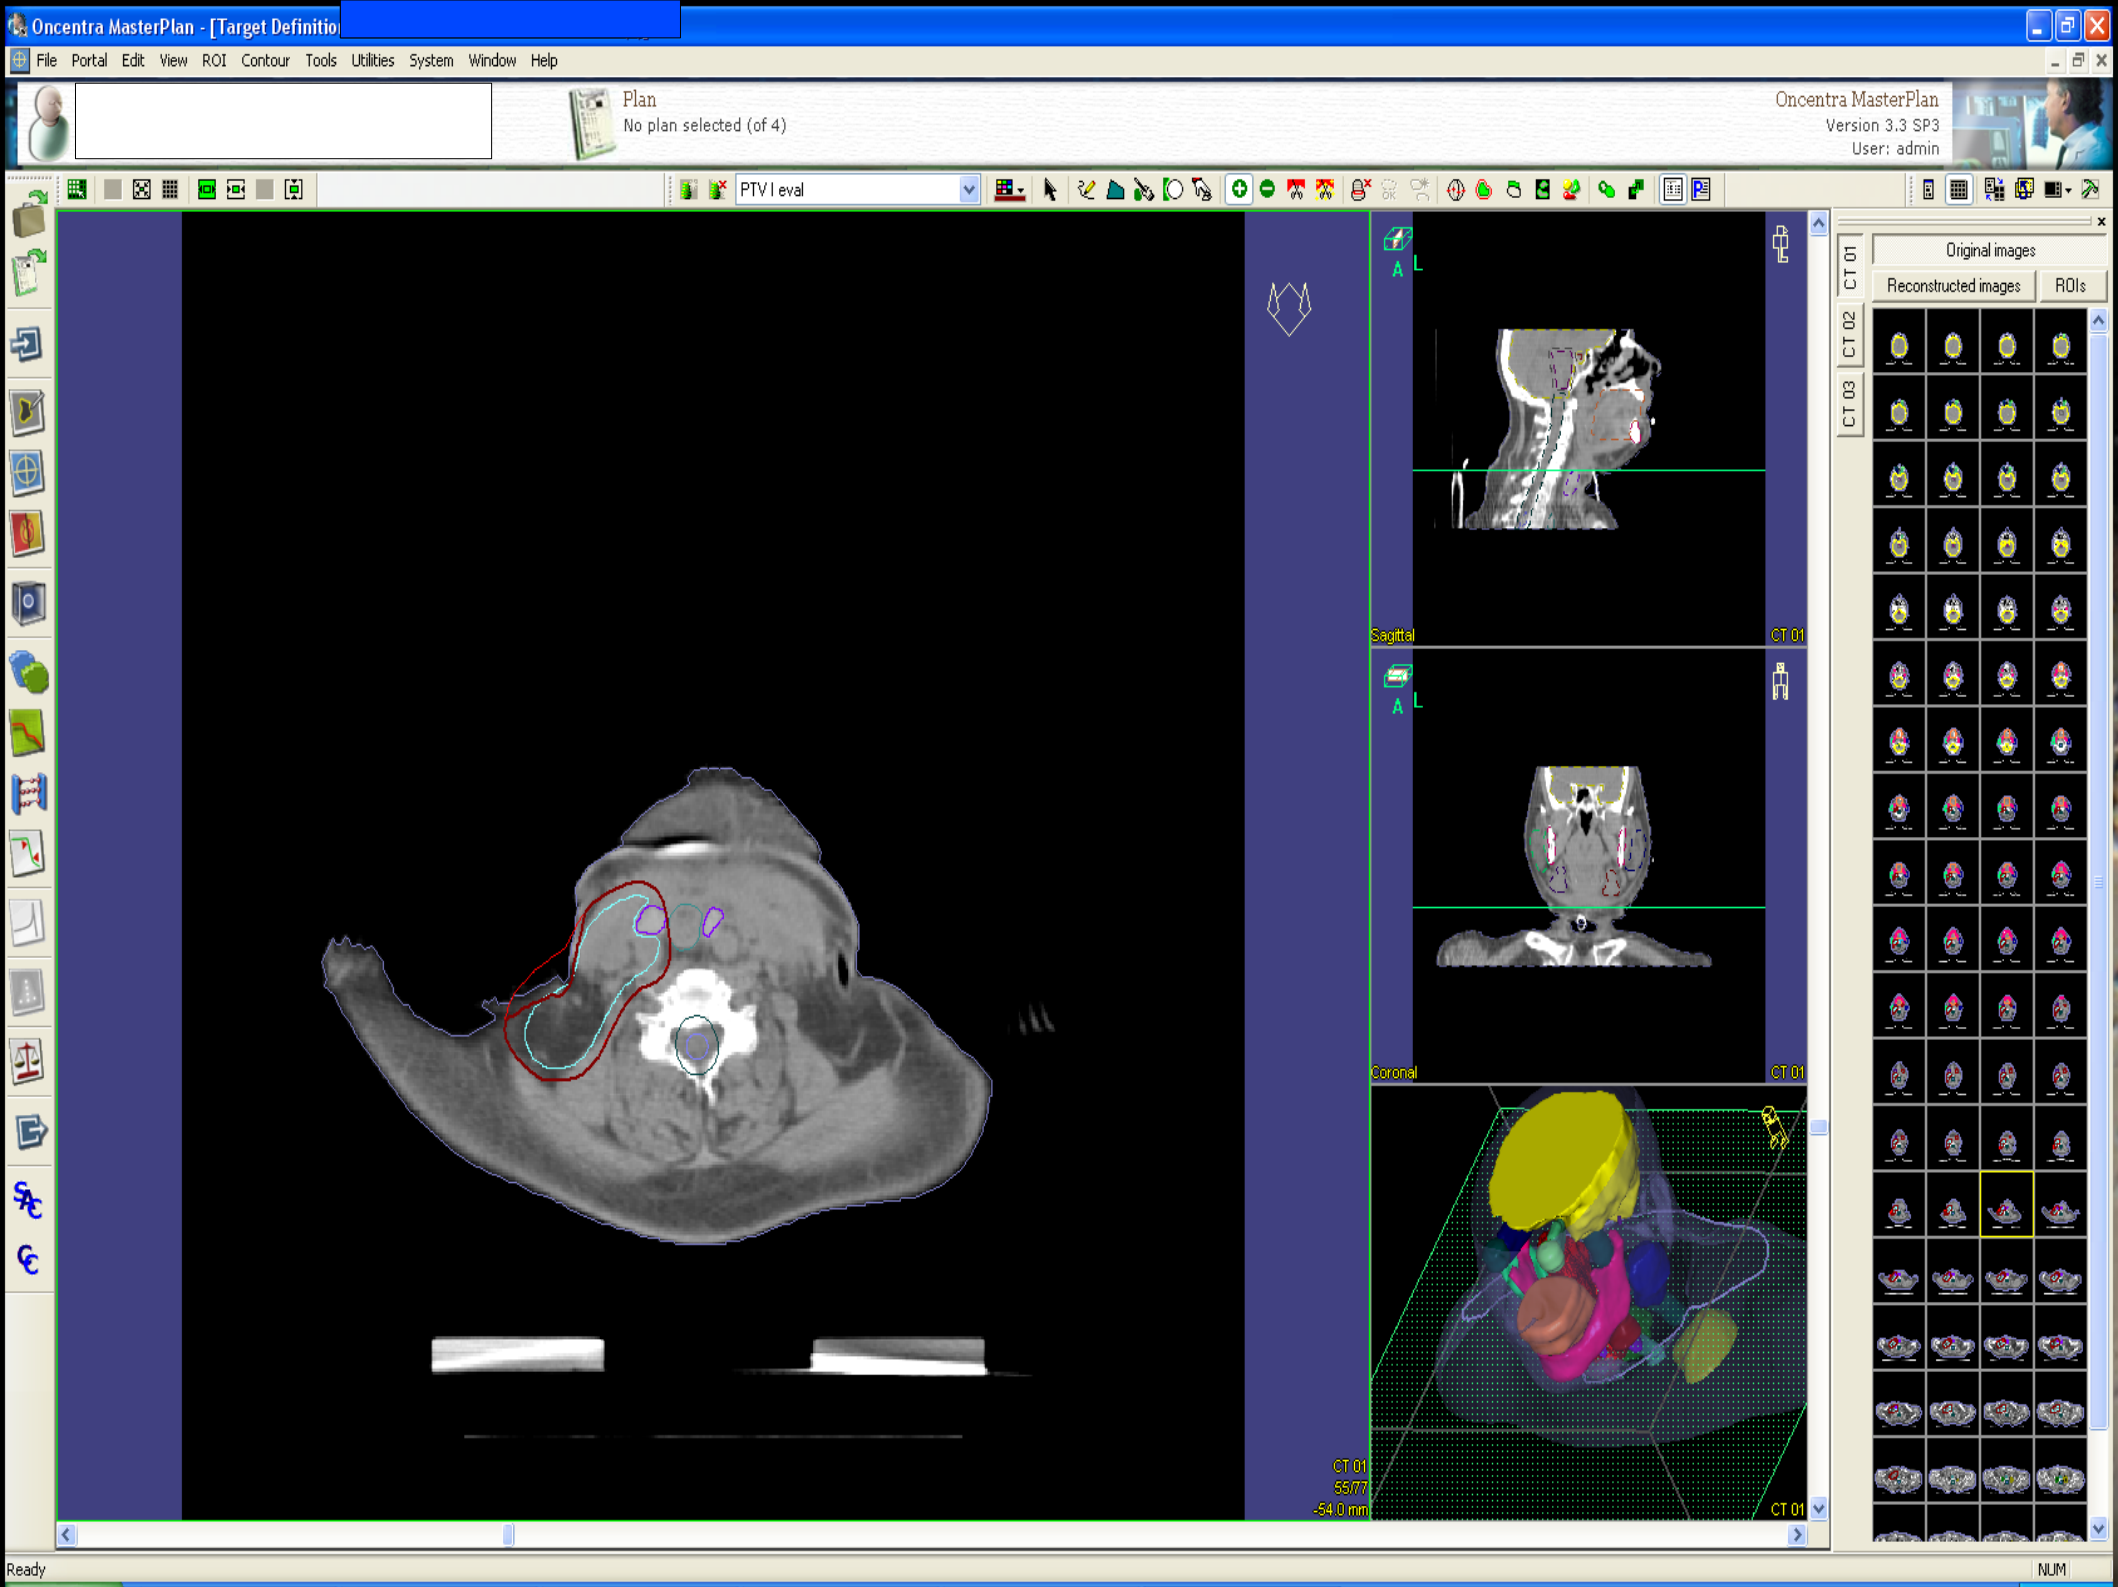 Oncentra MasterPlan - [Target Definitio
File Portal Edit View ROI Contour Tools Utilities System Window Help
Plan
No plan selected (of 4)
Oncentra MasterPlan
Version 3.3 SP3
User: admin
PTV I eval
OK
P
A L
Sagittal
CT 01
A L
Coronal
CT 01
CT 01
55/77
-54.0 mm
CT 01
CT 01
CT 02
CT 03
Original images
Reconstructed images
ROIs
SAC
CC
Ready
NUM